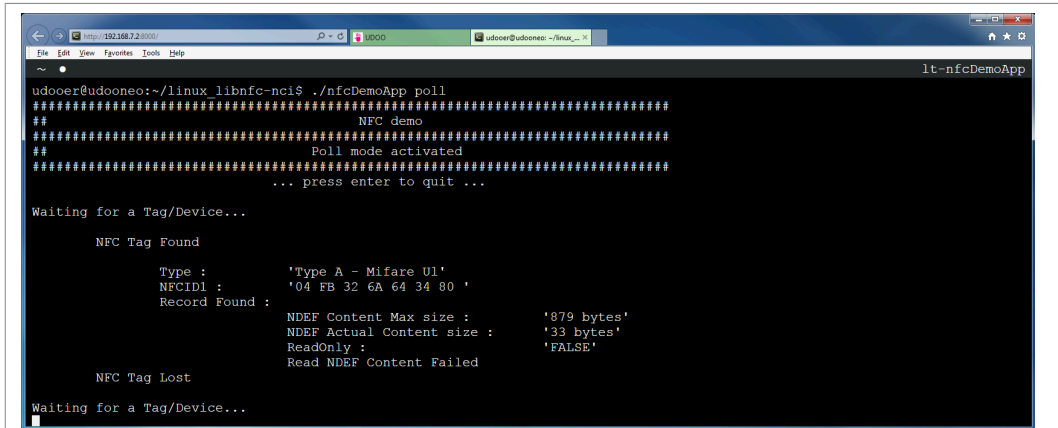 http://192.168.7.2:8000/
UDOO
udooer@udooneo: ~/linux_...
File Edit View Favorites Tools Help
~ lt-nfcDemoApp
udooer@udooneo:~/linux_libnfc-nci$ ./nfcDemoApp poll
################################################################################
## NFC demo
################################################################################
## Poll mode activated
################################################################################
... press enter to quit ...
Waiting for a Tag/Device...
NFC Tag Found
Type : 'Type A - Mifare Ul'
NFCID1 : '04 FB 32 6A 64 34 80 '
Record Found :
NDEF Content Max size : '879 bytes'
NDEF Actual Content size : '33 bytes'
ReadOnly : 'FALSE'
Read NDEF Content Failed
NFC Tag Lost
Waiting for a Tag/Device...